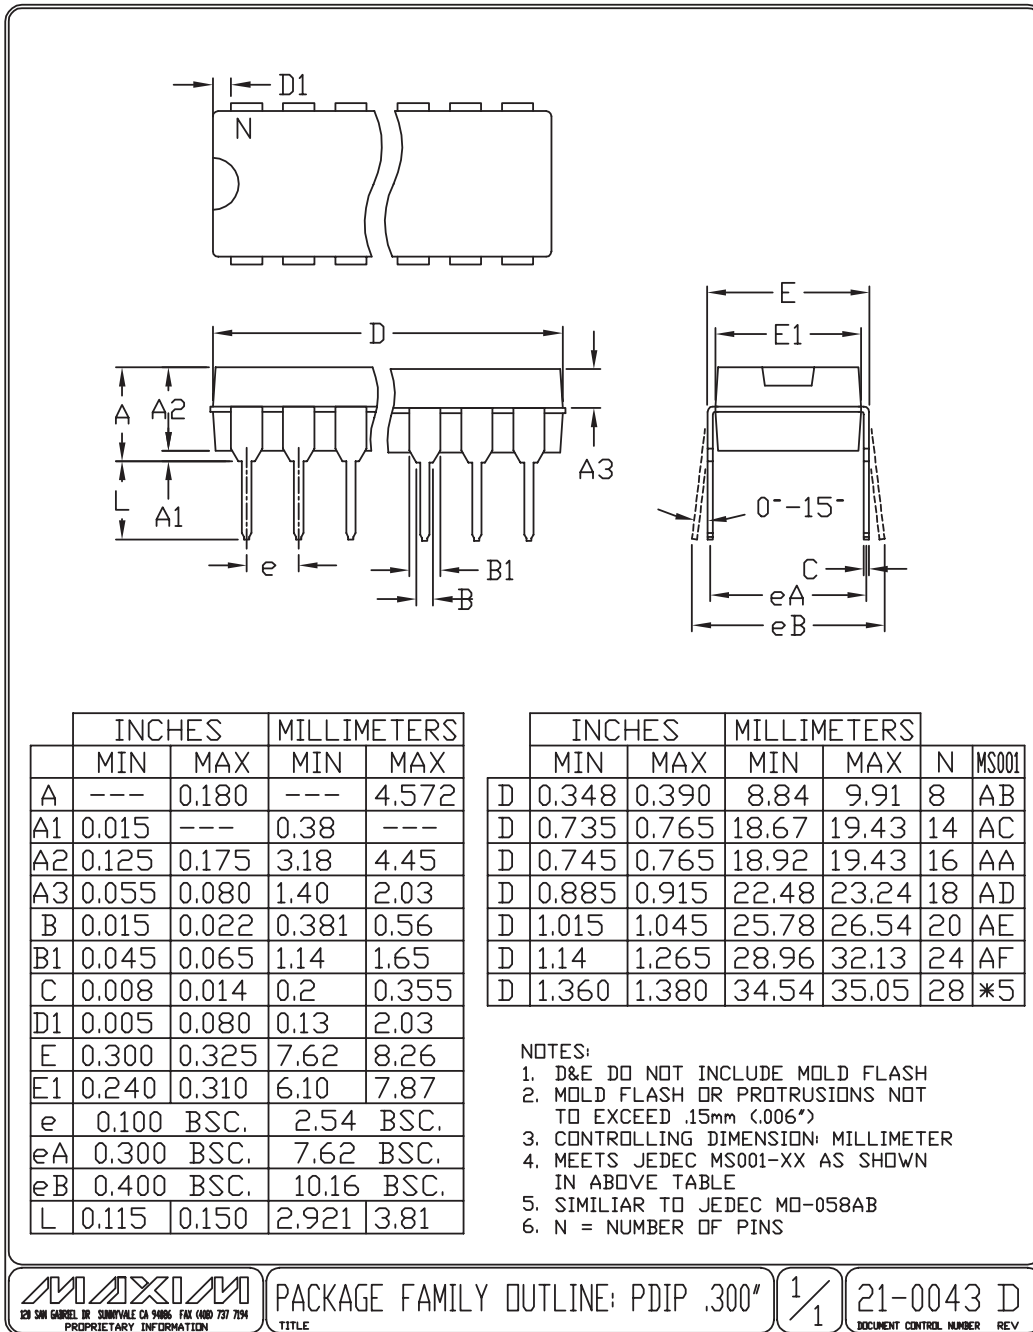 D1
N
D
E
E1
A
A2
A3
L
A1
0°-15°
e
B1
B
C
eA
eB
INCHES MILLIMETERS
MIN MAX MIN MAX
A --- 0.180 --- 4.572
A1 0.015 --- 0.38 ---
A2 0.125 0.175 3.18 4.45
A3 0.055 0.080 1.40 2.03
B 0.015 0.022 0.381 0.56
B1 0.045 0.065 1.14 1.65
C 0.008 0.014 0.2 0.355
D1 0.005 0.080 0.13 2.03
E 0.300 0.325 7.62 8.26
E1 0.240 0.310 6.10 7.87
e 0.100 BSC. 2.54 BSC.
eA 0.300 BSC. 7.62 BSC.
eB 0.400 BSC. 10.16 BSC.
L 0.115 0.150 2.921 3.81
INCHES MILLIMETERS
MIN MAX MIN MAX N MS001
D 0.348 0.390 8.84 9.91 8 AB
D 0.735 0.765 18.67 19.43 14 AC
D 0.745 0.765 18.92 19.43 16 AA
D 0.885 0.915 22.48 23.24 18 AD
D 1.015 1.045 25.78 26.54 20 AE
D 1.14 1.265 28.96 32.13 24 AF
D 1.360 1.380 34.54 35.05 28 *5
NOTES:
1. D&E DO NOT INCLUDE MOLD FLASH
2. MOLD FLASH OR PROTRUSIONS NOT
TO EXCEED .15mm (.006")
3. CONTROLLING DIMENSION: MILLIMETER
4. MEETS JEDEC MS001-XX AS SHOWN
IN ABOVE TABLE
5. SIMILIAR TO JEDEC MO-058AB
6. N = NUMBER OF PINS
MAXIM
120 SAN GABRIEL DR SUNNYVALE CA 94086 FAX (408) 737 7194
PROPRIETARY INFORMATION
PACKAGE FAMILY OUTLINE: PDIP .300"
TITLE
1/1
21-0043 D
DOCUMENT CONTROL NUMBER REV